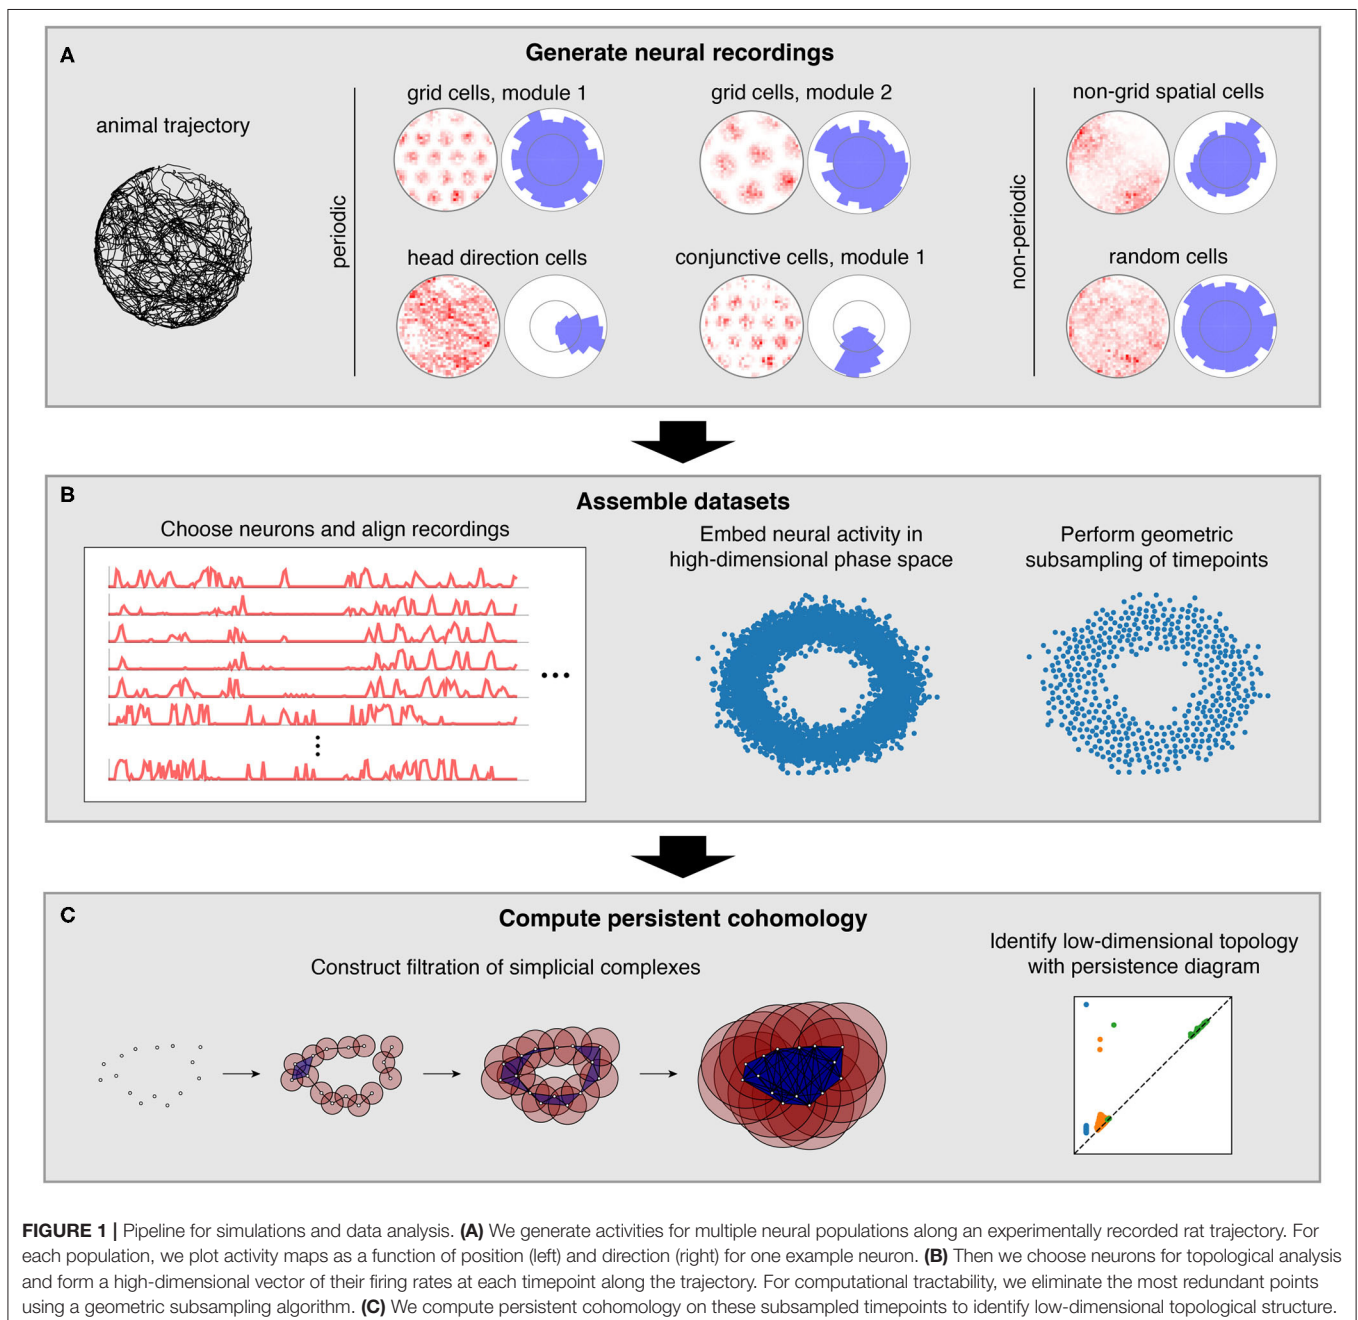 A
Generate neural recordings
animal trajectory
periodic
grid cells, module 1
grid cells, module 2
head direction cells
conjunctive cells, module 1
non-periodic
non-grid spatial cells
random cells
B
Assemble datasets
Choose neurons and align recordings
Embed neural activity in
high-dimensional phase space
Perform geometric
subsampling of timepoints
C
Compute persistent cohomology
Construct filtration of simplicial complexes
Identify low-dimensional topology
with persistence diagram
FIGURE 1 | Pipeline for simulations and data analysis. (A) We generate activities for multiple neural populations along an experimentally recorded rat trajectory. For
each population, we plot activity maps as a function of position (left) and direction (right) for one example neuron. (B) Then we choose neurons for topological analysis
and form a high-dimensional vector of their firing rates at each timepoint along the trajectory. For computational tractability, we eliminate the most redundant points
using a geometric subsampling algorithm. (C) We compute persistent cohomology on these subsampled timepoints to identify low-dimensional topological structure.